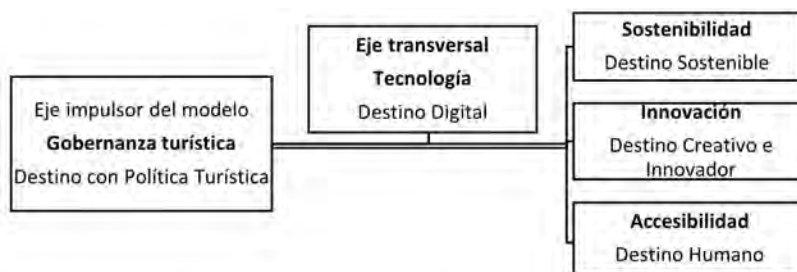 Eje impulsor del modelo
Gobernanza turística
Destino con Política Turística
Eje transversal
Tecnología
Destino Digital
Sostenibilidad
Destino Sostenible
Innovación
Destino Creativo e
Innovador
Accesibilidad
Destino Humano